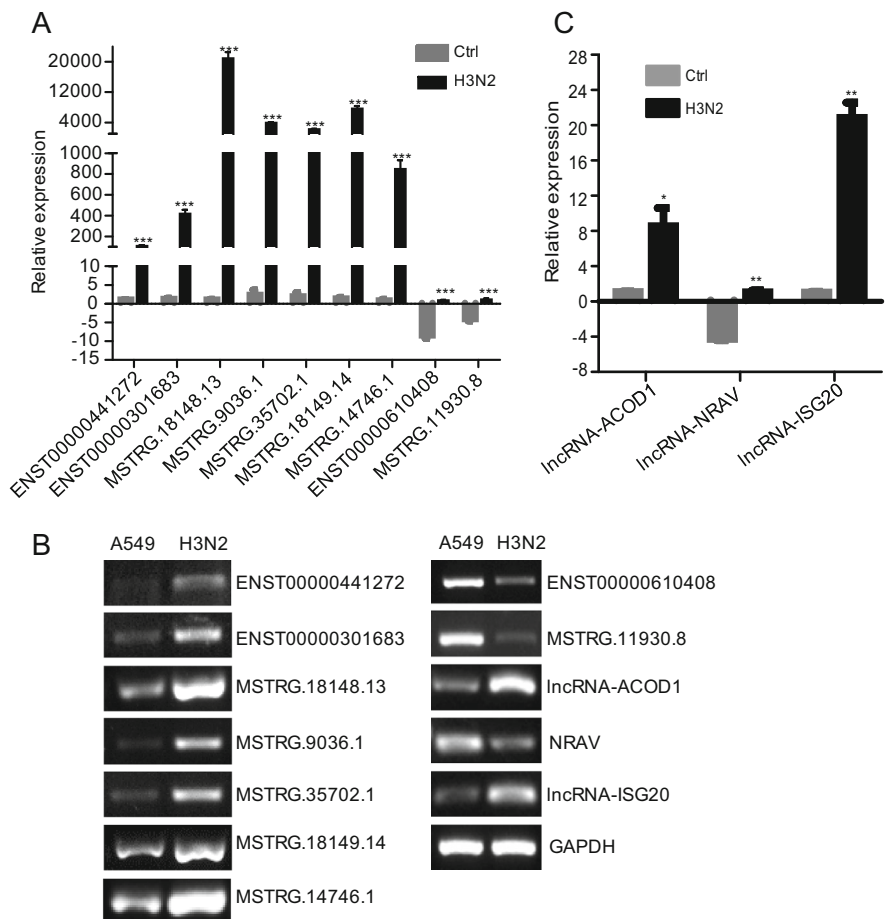 A
Relative expression
20000
12000
4000
1000
800
600
400
200
5
0
-5
-10
-15
Ctrl
H3N2
***
***
***
***
***
***
***
***
***
ENST00000441272
ENST00000301683
MSTRG.18148.13
MSTRG.9036.1
MSTRG.35702.1
MSTRG.18149.14
MSTRG.14746.1
ENST00000610408
MSTRG.11930.8
C
Relative expression
28
24
20
16
12
8
4
0
-4
-8
Ctrl
H3N2
*
**
**
lncRNA-ACOD1
lncRNA-NRAV
lncRNA-ISG20
B
A549 H3N2
ENST00000441272
ENST00000301683
MSTRG.18148.13
MSTRG.9036.1
MSTRG.35702.1
MSTRG.18149.14
MSTRG.14746.1
A549 H3N2
ENST00000610408
MSTRG.11930.8
lncRNA-ACOD1
NRAV
lncRNA-ISG20
GAPDH